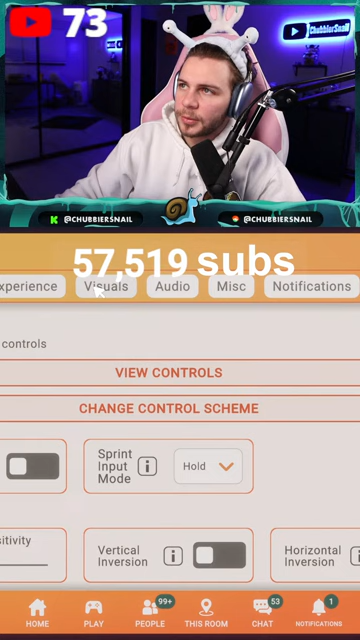 73
ChubbierSnail
@CHUBBIERSNAIL
@CHUBBIERSNAIL
57,519 subs
xperience
Visuals
Audio
Misc
Notifications
controls
VIEW CONTROLS
CHANGE CONTROL SCHEME
Sprint
Input
Mode
i
Hold
sitivity
Vertical
Inversion
i
Horizontal
Inversion
i
99+
53
1
HOME
PLAY
PEOPLE
THIS ROOM
CHAT
NOTIFICATIONS